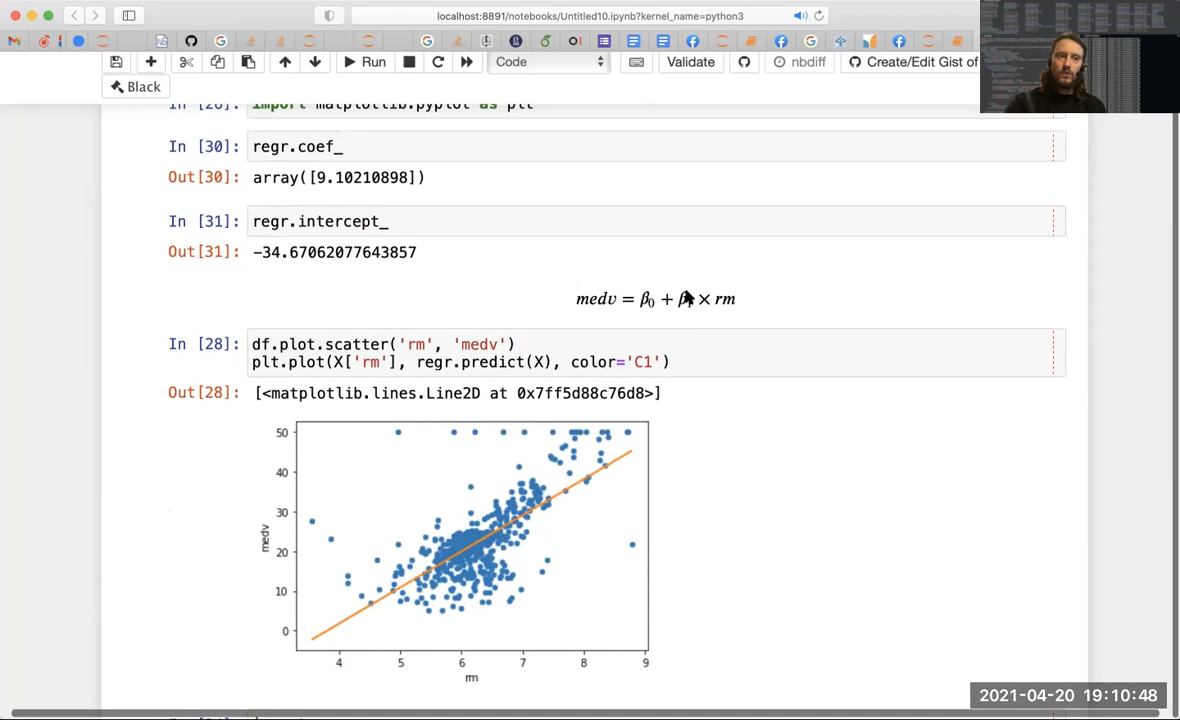 localhost:8891/notebooks/Untitled10.ipynb?kernel_name=python3
Run
Code
Validate
nbdiff
Create/Edit Gist of
Black
In [26]: import matplotlib.pyplot as plt
In [30]: regr.coef_
Out[30]: array([9.10210898])
In [31]: regr.intercept_
Out[31]: -34.67062077643857
medv = β0 + β1 × rm
In [28]: df.plot.scatter('rm', 'medv')
plt.plot(X['rm'], regr.predict(X), color='C1')
Out[28]: [<matplotlib.lines.Line2D at 0x7ff5d88c76d8>]
50
40
30
20
10
0
medv
4 5 6 7 8 9
rm
2021-04-20 19:10:48